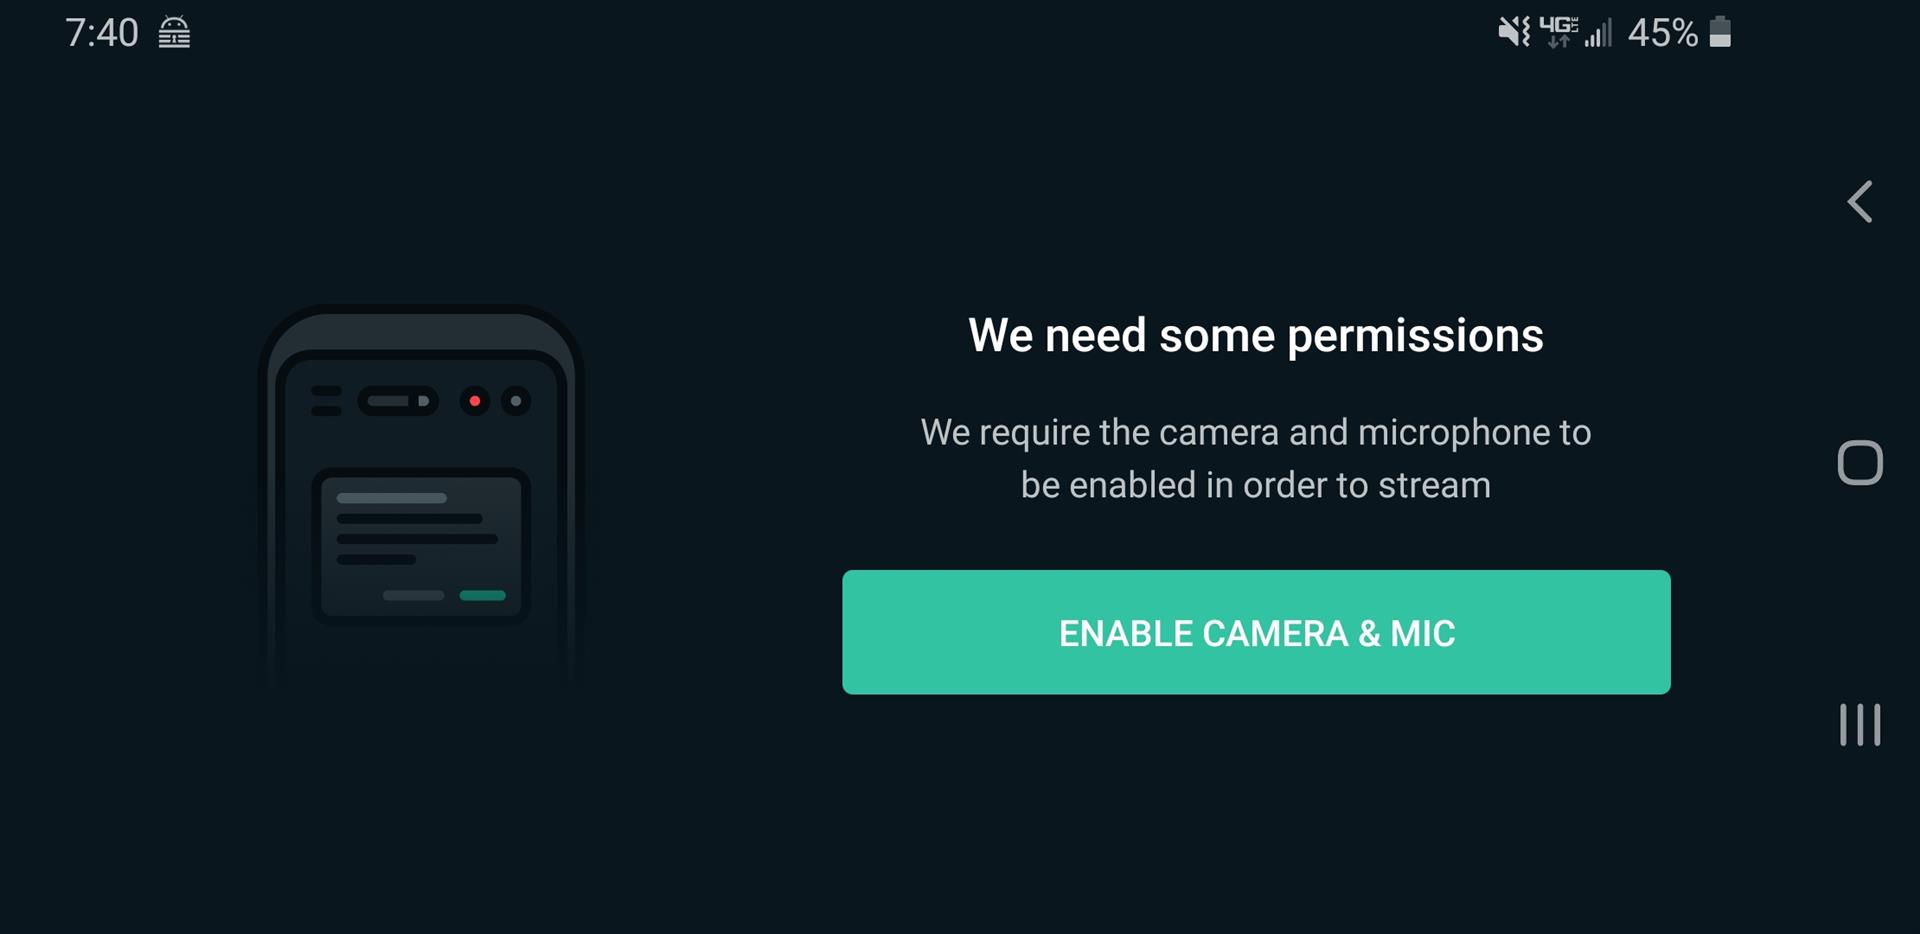 7:40
4G LTE 45%
We need some permissions
We require the camera and microphone to
be enabled in order to stream
ENABLE CAMERA & MIC